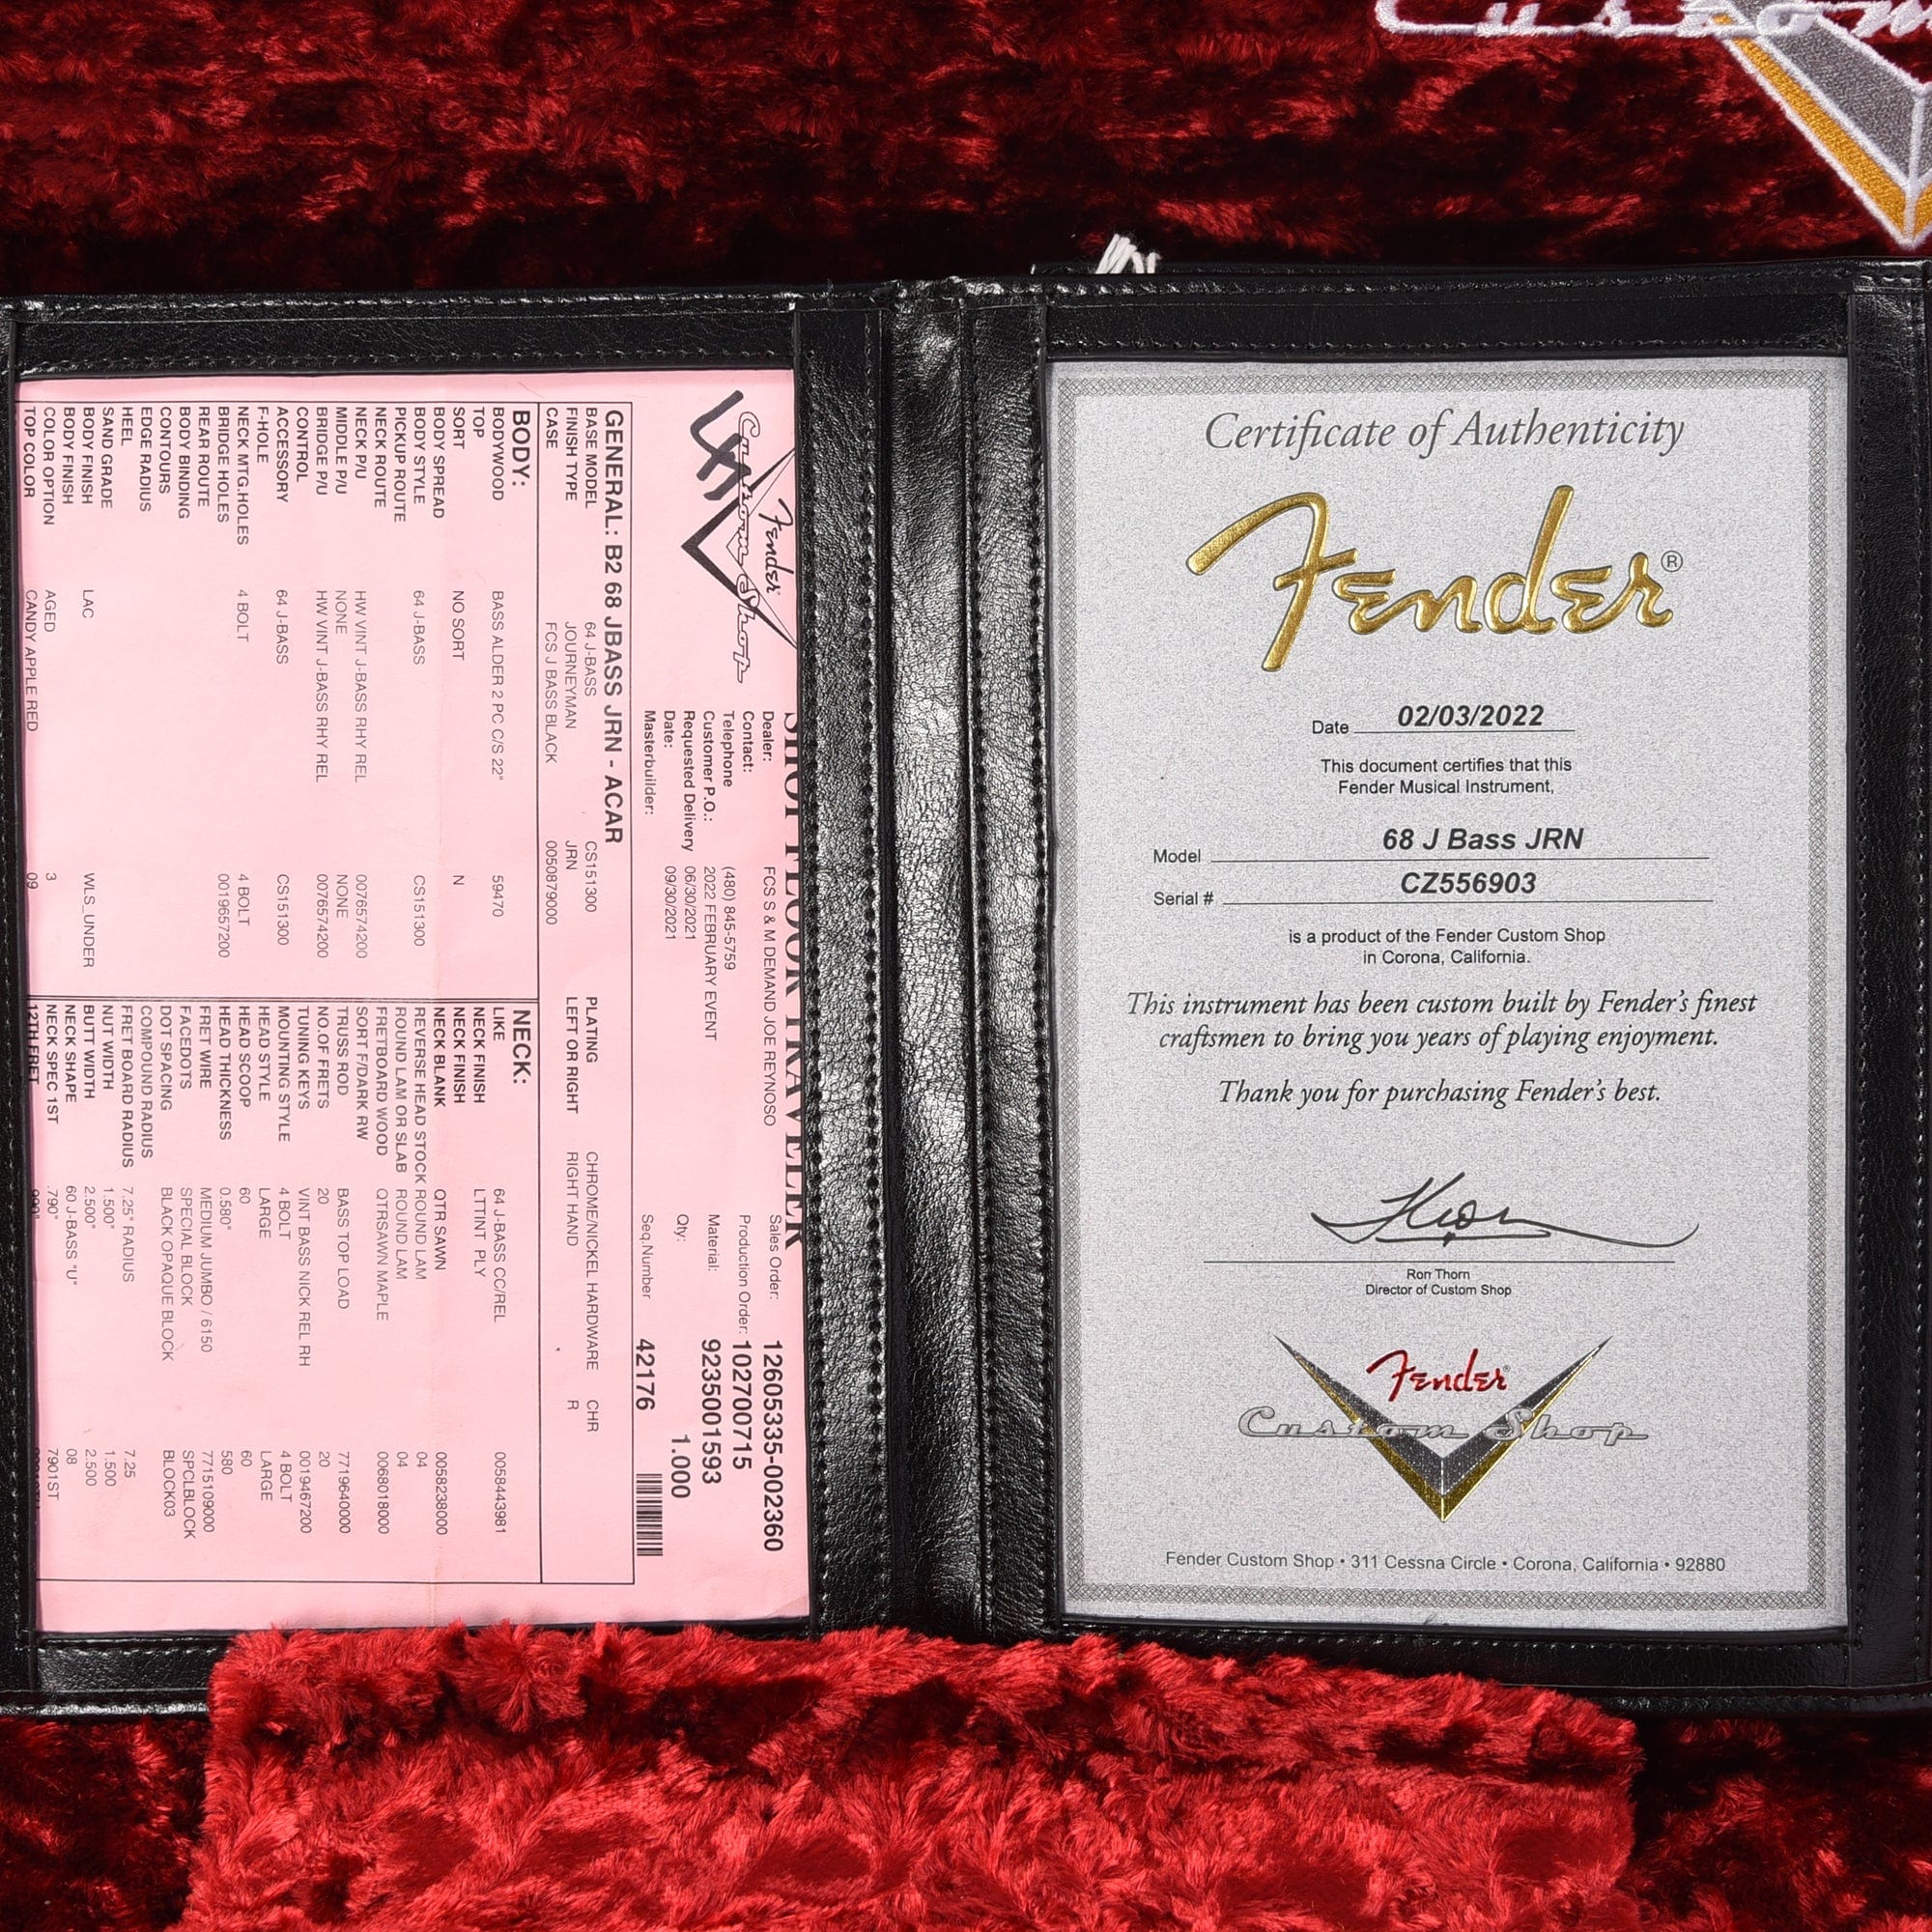 Custom
Fender
Custom Shop
SHOP FLOOR TRAVELER
Dealer: FCS S & M DEMAND JOE REYNOSO
Contact:
Telephone (480) 845-5759
Customer P.O.: 2022 FEBRUARY EVENT
Requested Delivery 06/30/2021
Date: 09/30/2021
Masterbuilder:
Sales Order: 12605335-002360
Production Order: 102700715
Material: 9235001593
Qty: 1.000
Seq.Number 42176
GENERAL: B2 68 JBASS JRN - ACAR
BASE MODEL 64 J-BASS CS151300 PLATING CHROME/NICKEL HARDWARE CHR
FINISH TYPE JOURNEYMAN JRN LEFT OR RIGHT RIGHT HAND R
CASE FCS J BASS BLACK 0050879000
BODY:
BODYWOOD BASS ALDER 2 PC C/S 22" 59470
TOP
SORT NO SORT N
BODY SPREAD
BODY STYLE 64 J-BASS CS151300
PICKUP ROUTE
NECK ROUTE
NECK P/U HW VINT J-BASS RHY REL 0076574200
MIDDLE P/U NONE NONE
BRIDGE P/U HW VINT J-BASS RHY REL 0076574200
CONTROL
ACCESSORY 64 J-BASS CS151300
F-HOLE
NECK MTG.HOLES 4 BOLT 4 BOLT
BRIDGE HOLES 0019657200
REAR ROUTE
BODY BINDING
CONTOURS
EDGE RADIUS
HEEL
SAND GRADE
BODY FINISH LAC WLS_UNDER
BODY FINISH
COLOR OPTION AGED 3
TOP COLOR CANDY APPLE RED 09
NECK:
LIKE 64 J-BASS CC/REL 0058443981
NECK FINISH LTTINT PLY
NECK FINISH
NECK BLANK QTR SAWN 0058238000
REVERSE HEAD STOCK ROUND LAM 04
ROUND LAM OR SLAB ROUND LAM 04
FRETBOARD WOOD QTRSAWN MAPLE 0068018000
SORT F/DARK RW
TRUSS ROD BASS TOP LOAD 7719640000
NO.OF FRETS 20 20
TUNING KEYS VINT BASS NICK REL RH 0019467200
MOUNTING STYLE 4 BOLT 4 BOLT
HEAD STYLE LARGE LARGE
HEAD SCOOP 60 60
HEAD THICKNESS 0.580" 580
FRET WIRE MEDIUM JUMBO / 6150 7715109000
FACEDOTS SPECIAL BLOCK SPCLBLOCK
DOT SPACING BLACK OPAQUE BLOCK BLOCK03
COMPOUND RADIUS
FRET BOARD RADIUS 7.25" RADIUS 7.25
NUT WIDTH 1.500" 1.500
BUTT WIDTH 2.500" 2.500
NECK SHAPE 60 J-BASS "U" 08
NECK SPEC 1ST .790" 7901ST
12TH FRET
Certificate of Authenticity
Fender®
Date 02/03/2022
This document certifies that this
Fender Musical Instrument,
Model 68 J Bass JRN
Serial # CZ556903
is a product of the Fender Custom Shop
in Corona, California.
This instrument has been custom built by Fender's finest
craftsmen to bring you years of playing enjoyment.
Thank you for purchasing Fender's best.
Ron Thorn
Director of Custom Shop
Fender
Custom Shop
Fender Custom Shop • 311 Cessna Circle • Corona, California • 92880